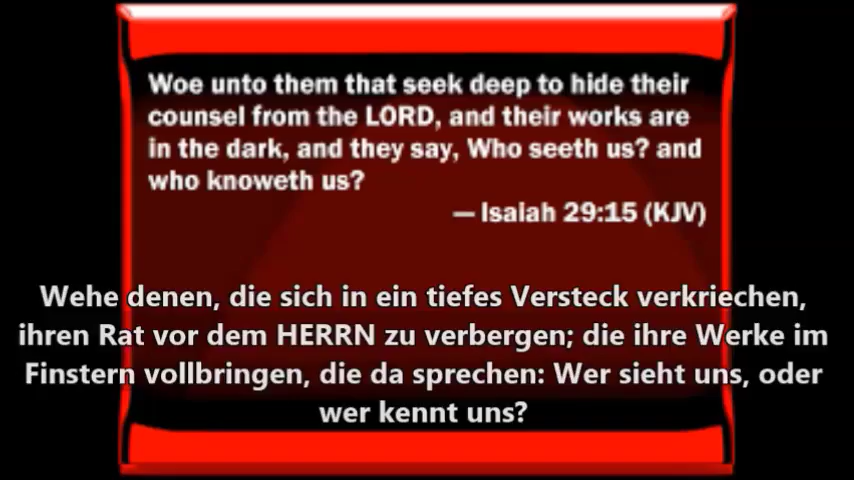 Woe unto them that seek deep to hide their
counsel from the LORD, and their works are
in the dark, and they say, Who seeth us? and
who knoweth us?
— Isaiah 29:15 (KJV)
Wehe denen, die sich in ein tiefes Versteck verkriechen,
ihren Rat vor dem HERRN zu verbergen; die ihre Werke im
Finstern vollbringen, die da sprechen: Wer sieht uns, oder
wer kennt uns?